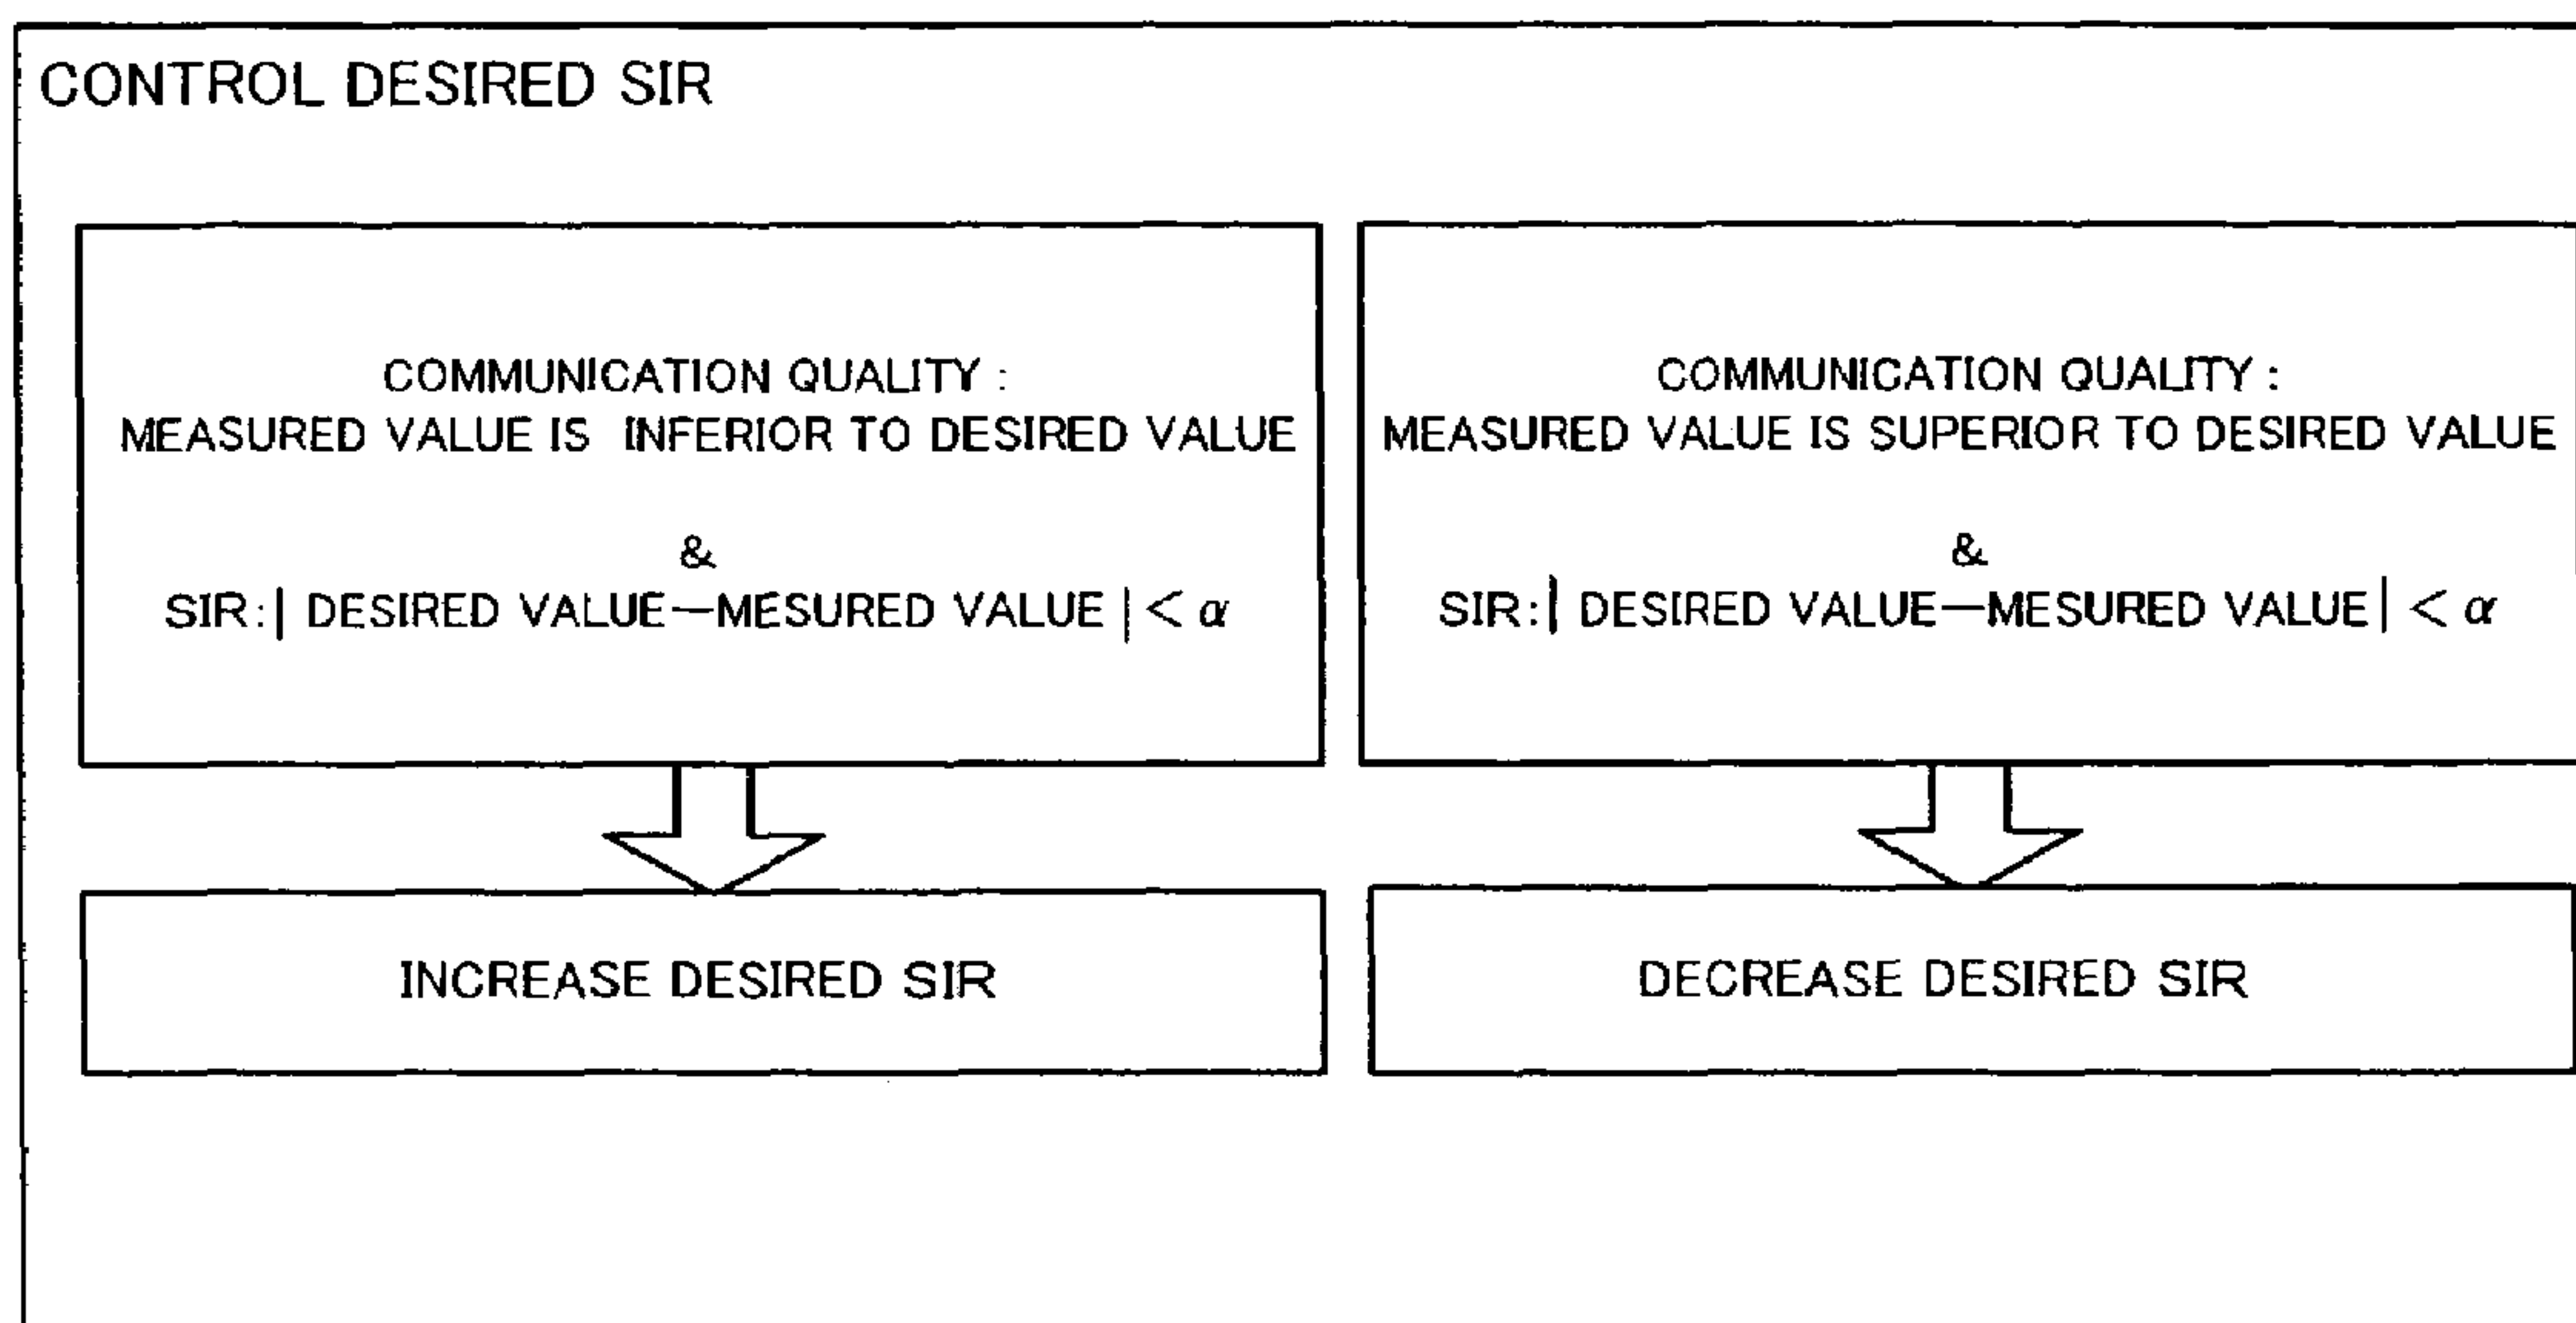 CONTROL DESIRED SIR
COMMUNICATION QUALITY :
MEASURED VALUE IS INFERIOR TO DESIRED VALUE
&
SIR:| DESIRED VALUE—MESURED VALUE |< α
INCREASE DESIRED SIR
COMMUNICATION QUALITY :
MEASURED VALUE IS SUPERIOR TO DESIRED VALUE
&
SIR:| DESIRED VALUE—MESURED VALUE| < α
DECREASE DESIRED SIR